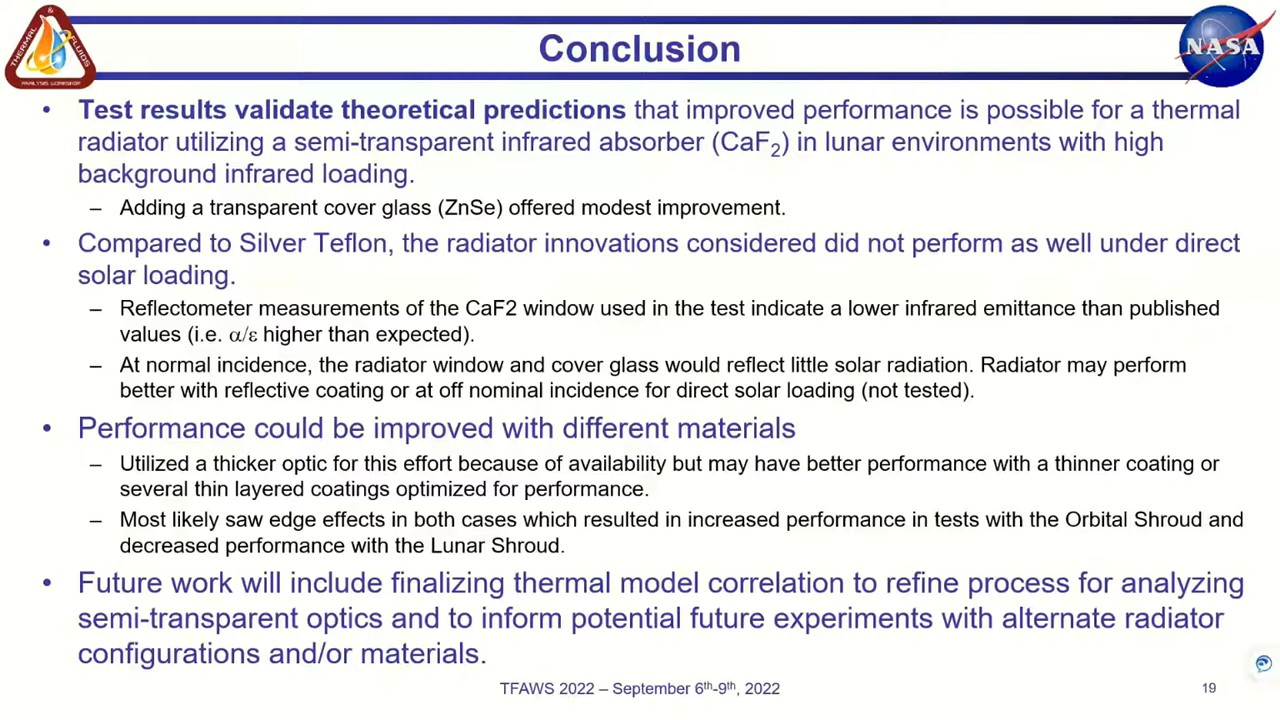 THERMAL & FLUIDS
ANALYSIS WORKSHOP
Conclusion
NASA
• Test results validate theoretical predictions that improved performance is possible for a thermal
radiator utilizing a semi-transparent infrared absorber (CaF₂) in lunar environments with high
background infrared loading.
– Adding a transparent cover glass (ZnSe) offered modest improvement.
• Compared to Silver Teflon, the radiator innovations considered did not perform as well under direct
solar loading.
– Reflectometer measurements of the CaF2 window used in the test indicate a lower infrared emittance than published
values (i.e. α/ε higher than expected).
– At normal incidence, the radiator window and cover glass would reflect little solar radiation. Radiator may perform
better with reflective coating or at off nominal incidence for direct solar loading (not tested).
• Performance could be improved with different materials
– Utilized a thicker optic for this effort because of availability but may have better performance with a thinner coating or
several thin layered coatings optimized for performance.
– Most likely saw edge effects in both cases which resulted in increased performance in tests with the Orbital Shroud and
decreased performance with the Lunar Shroud.
• Future work will include finalizing thermal model correlation to refine process for analyzing
semi-transparent optics and to inform potential future experiments with alternate radiator
configurations and/or materials.
TFAWS 2022 – September 6th-9th, 2022
19